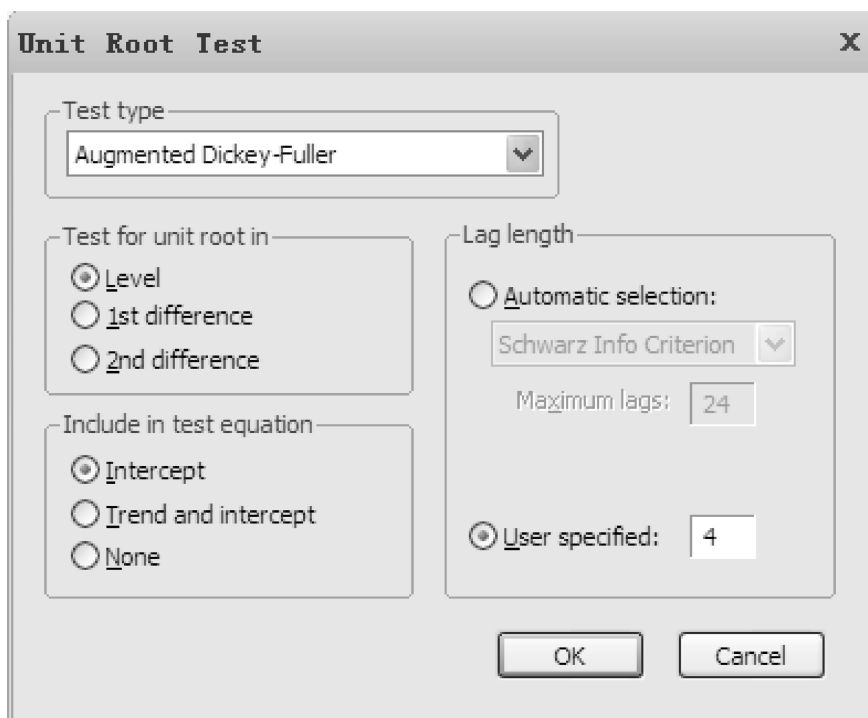 Unit Root Test
x
Test type
Augmented Dickey-Fuller
Test for unit root in
Level
1st difference
2nd difference
Include in test equation
Intercept
Trend and intercept
None
Lag length
Automatic selection:
Schwarz Info Criterion
Maximum lags: 24
User specified: 4
OK
Cancel